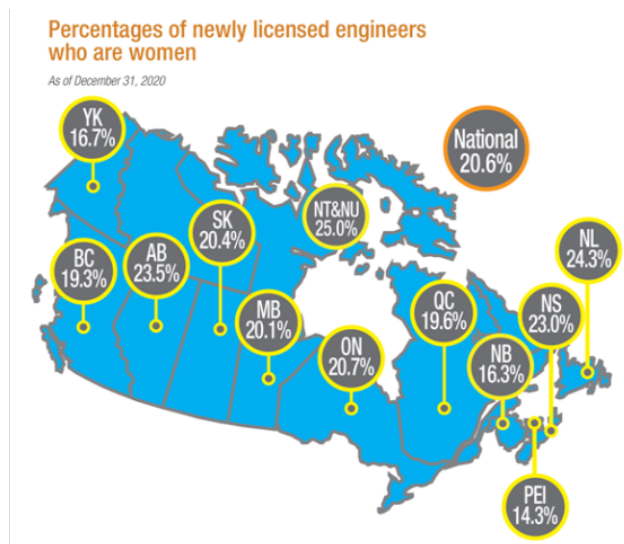 Percentages of newly licensed engineers
who are women
As of December 31, 2020
YK
16.7%
National
20.6%
NT&NU
25.0%
SK
20.4%
NL
24.3%
BC
19.3%
AB
23.5%
QC
19.6%
NS
23.0%
MB
20.1%
ON
20.7%
NB
16.3%
PEI
14.3%